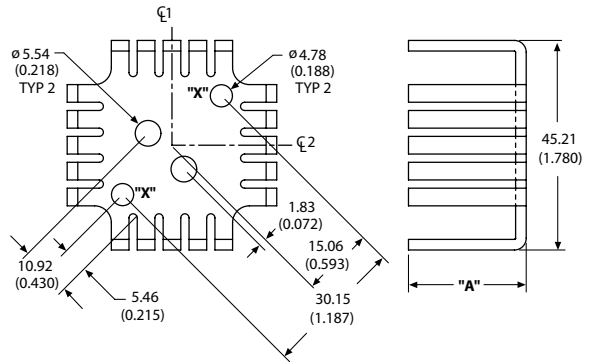 ℄1
ø 5.54
(0.218)
TYP 2
ø 4.78
(0.188)
TYP 2
"X"
℄2
45.21
(1.780)
"X"
1.83
(0.072)
15.06
(0.593)
10.92
(0.430)
5.46
(0.215)
30.15
(1.187)
"A"